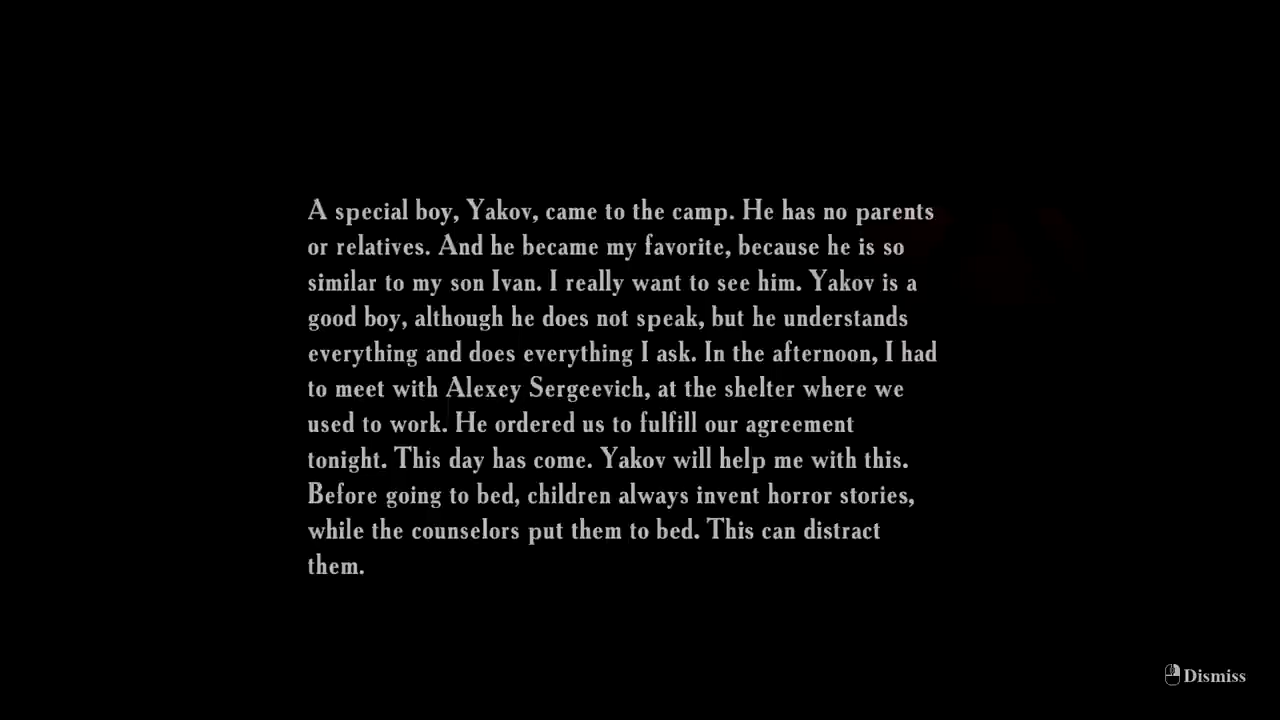 A special boy, Yakov, came to the camp. He has no parents
or relatives. And he became my favorite, because he is so
similar to my son Ivan. I really want to see him. Yakov is a
good boy, although he does not speak, but he understands
everything and does everything I ask. In the afternoon, I had
to meet with Alexey Sergeevich, at the shelter where we
used to work. He ordered us to fulfill our agreement
tonight. This day has come. Yakov will help me with this.
Before going to bed, children always invent horror stories,
while the counselors put them to bed. This can distract
them.
Dismiss